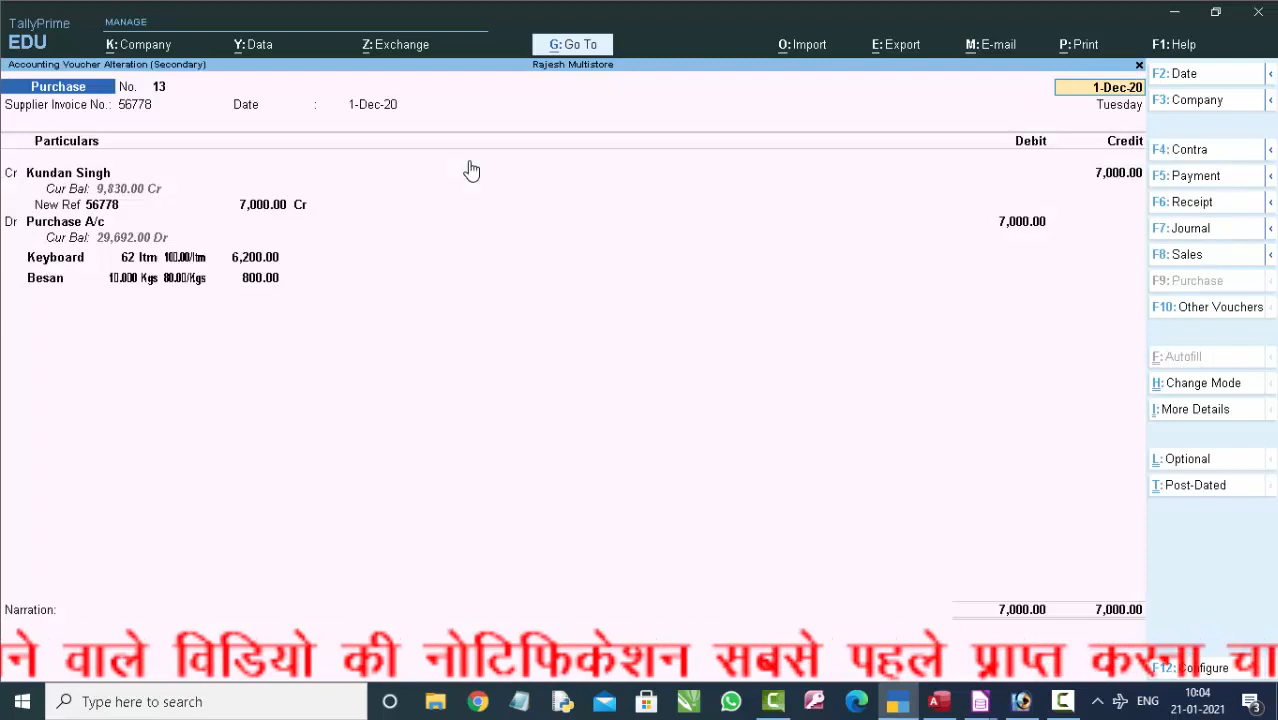 TallyPrime
MANAGE
EDU
K: Company
Y: Data
Z: Exchange
G: Go To
O: Import
E: Export
M: E-mail
P: Print
F1: Help
Accounting Voucher Alteration (Secondary)
Rajesh Multistore
Purchase No. 13
1-Dec-20
Supplier Invoice No.: 56778
Date : 1-Dec-20
Tuesday
Particulars
Debit
Credit
Cr Kundan Singh 7,000.00
Cur Bal: 9,830.00 Cr
New Ref 56778 7,000.00 Cr
Dr Purchase A/c 7,000.00
Cur Bal: 29,692.00 Dr
Keyboard 62 Itm 100.00/Itm 6,200.00
Besan 10.000 Kgs 80.00/Kgs 800.00
Narration:
7,000.00 7,000.00
F2: Date
F3: Company
F4: Contra
F5: Payment
F6: Receipt
F7: Journal
F8: Sales
F9: Purchase
F10: Other Vouchers
F: Autofill
H: Change Mode
I: More Details
L: Optional
T: Post-Dated
F12: Configure
ने वाले विडियो की नोटिफिकेशन सबसे पहले प्राप्त करना चा
Type here to search
ENG
10:04
21-01-2021
3